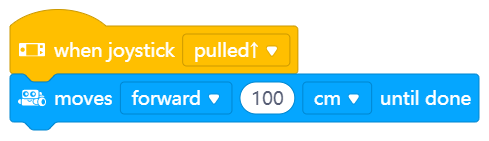 when joystick pulled↑
moves forward 100 cm until done